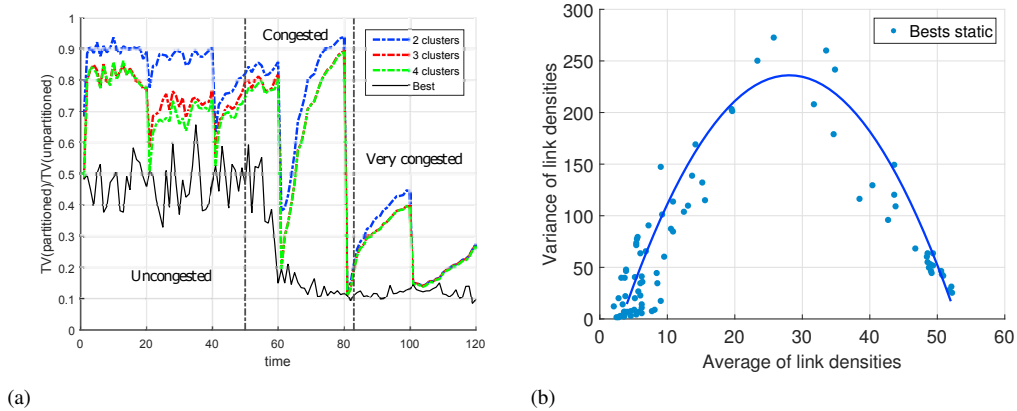 TV(partitioned)/TV(unpartitioned)
1
0.9
0.8
0.7
0.6
0.5
0.4
0.3
0.2
0.1
0
Congested
2 clusters
3 clusters
4 clusters
Best
Very congested
Uncongested
0 20 40 60 80 100 120
time
(a)
Variance of link densities
300
250
200
150
100
50
0
Bests static
0 10 20 30 40 50 60
Average of link densities
(b)